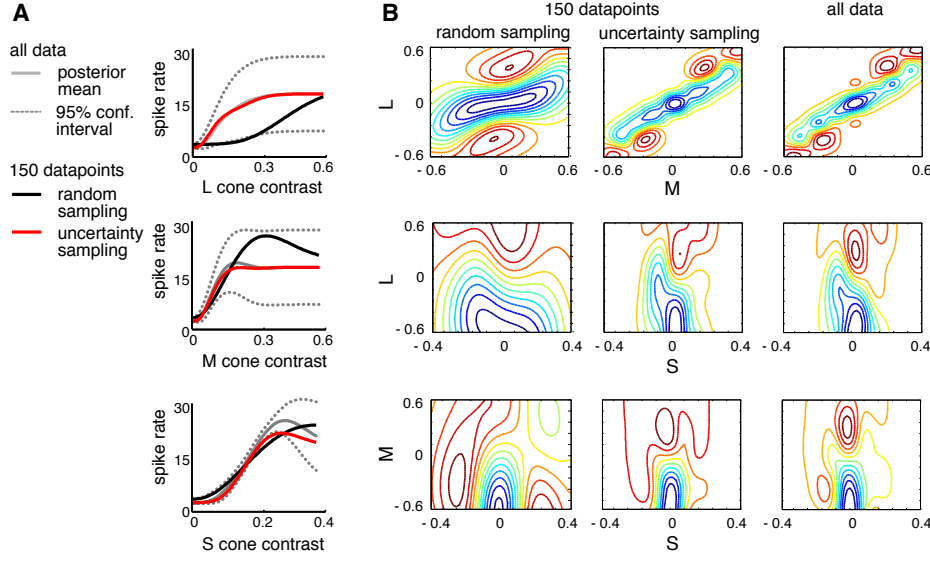 A
all data
posterior
mean
95% conf.
interval
150 datapoints
random
sampling
uncertainty
sampling
spike rate
30
15
0
0 0.3 0.6
L cone contrast
spike rate
30
15
0
0 0.3 0.6
M cone contrast
spike rate
30
15
0
0 0.2 0.4
S cone contrast
B
150 datapoints all data
random sampling uncertainty sampling
L
0.6
0
- 0.6
-0.6 0 0.6 -0.6 0 0.6 -0.6 0 0.6
M
L
0.6
0
- 0.6
- 0.4 0 0.4 - 0.4 0 0.4 - 0.4 0 0.4
S
M
0.6
0
-0.6
- 0.4 0 0.4 - 0.4 0 0.4 - 0.4 0 0.4
S